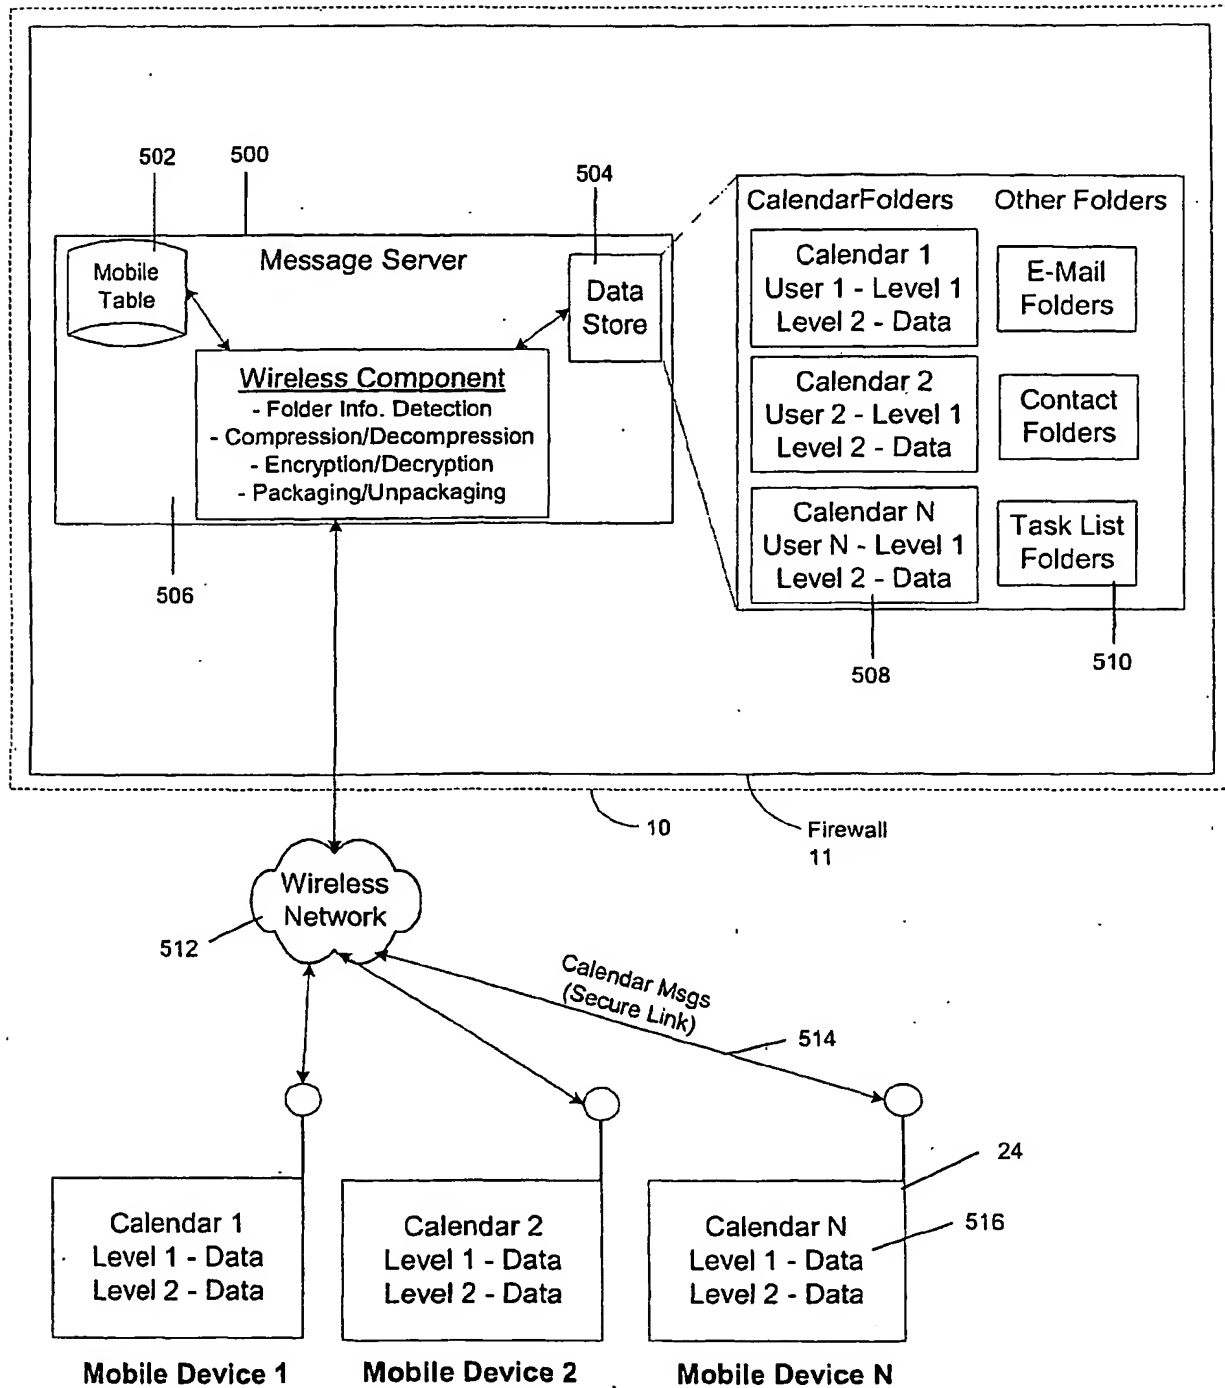 502
500
504
Message Server
Mobile
Table
Data
Store
Wireless Component
- Folder Info. Detection
- Compression/Decompression
- Encryption/Decryption
- Packaging/Unpackaging
506
CalendarFolders
Other Folders
Calendar 1
User 1 - Level 1
Level 2 - Data
E-Mail
Folders
Calendar 2
User 2 - Level 1
Level 2 - Data
Contact
Folders
Calendar N
User N - Level 1
Level 2 - Data
Task List
Folders
508
510
10
Firewall
11
Wireless
Network
512
Calendar Msgs
(Secure Link)
514
24
516
Calendar 1
Level 1 - Data
Level 2 - Data
Calendar 2
Level 1 - Data
Level 2 - Data
Calendar N
Level 1 - Data
Level 2 - Data
Mobile Device 1
Mobile Device 2
Mobile Device N